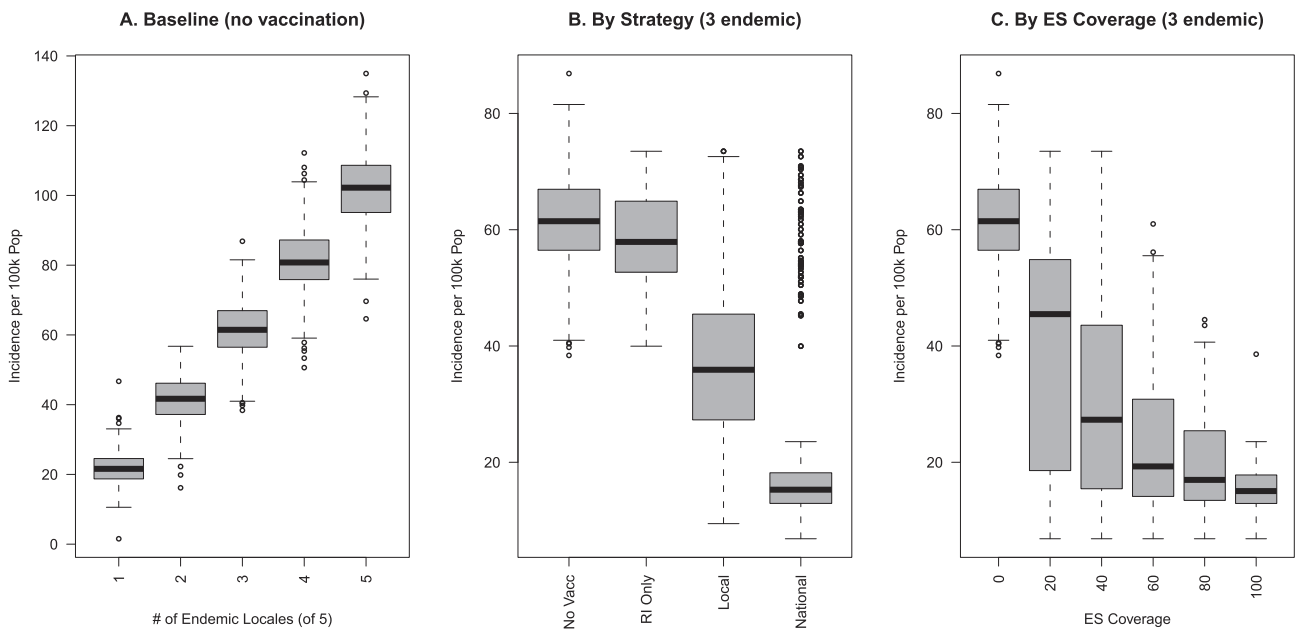 A. Baseline (no vaccination)
Incidence per 100k Pop
140
120
100
80
60
40
20
0
1
2
3
4
5
# of Endemic Locales (of 5)
B. By Strategy (3 endemic)
Incidence per 100k Pop
80
60
40
20
No Vacc
RI Only
Local
National
C. By ES Coverage (3 endemic)
Incidence per 100k Pop
80
60
40
20
0
20
40
60
80
100
ES Coverage